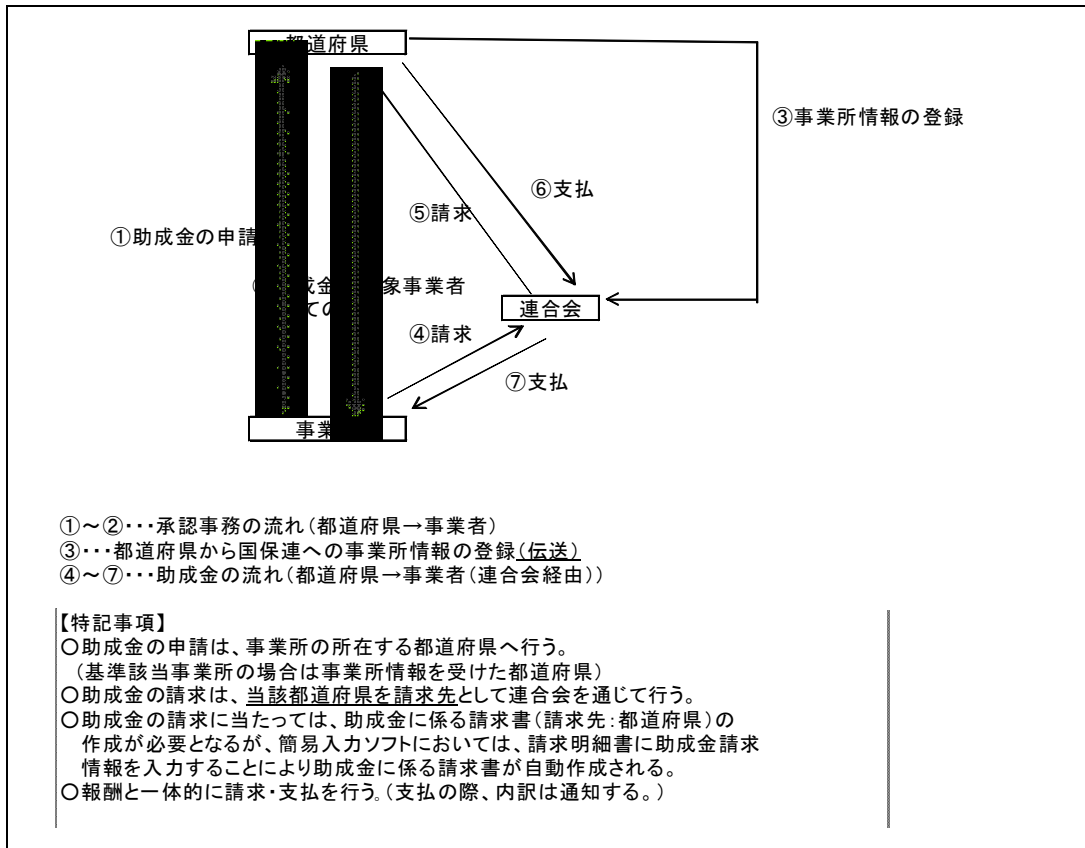 都道府県
③事業所情報の登録
⑥支払
⑤請求
①助成金の申請
成金 象事業者
ての
連合会
④請求
⑦支払
事業
①～②･･･承認事務の流れ（都道府県→事業者）
③･･･都道府県から国保連への事業所情報の登録（伝送）
④～⑦･･･助成金の流れ（都道府県→事業者（連合会経由））
【特記事項】
○助成金の申請は、事業所の所在する都道府県へ行う。
（基準該当事業所の場合は事業所情報を受けた都道府県）
○助成金の請求は、当該都道府県を請求先として連合会を通じて行う。
○助成金の請求に当たっては、助成金に係る請求書（請求先：都道府県）の
作成が必要となるが、簡易入力ソフトにおいては、請求明細書に助成金請求
情報を入力することにより助成金に係る請求書が自動作成される。
○報酬と一体的に請求・支払を行う。（支払の際、内訳は通知する。）